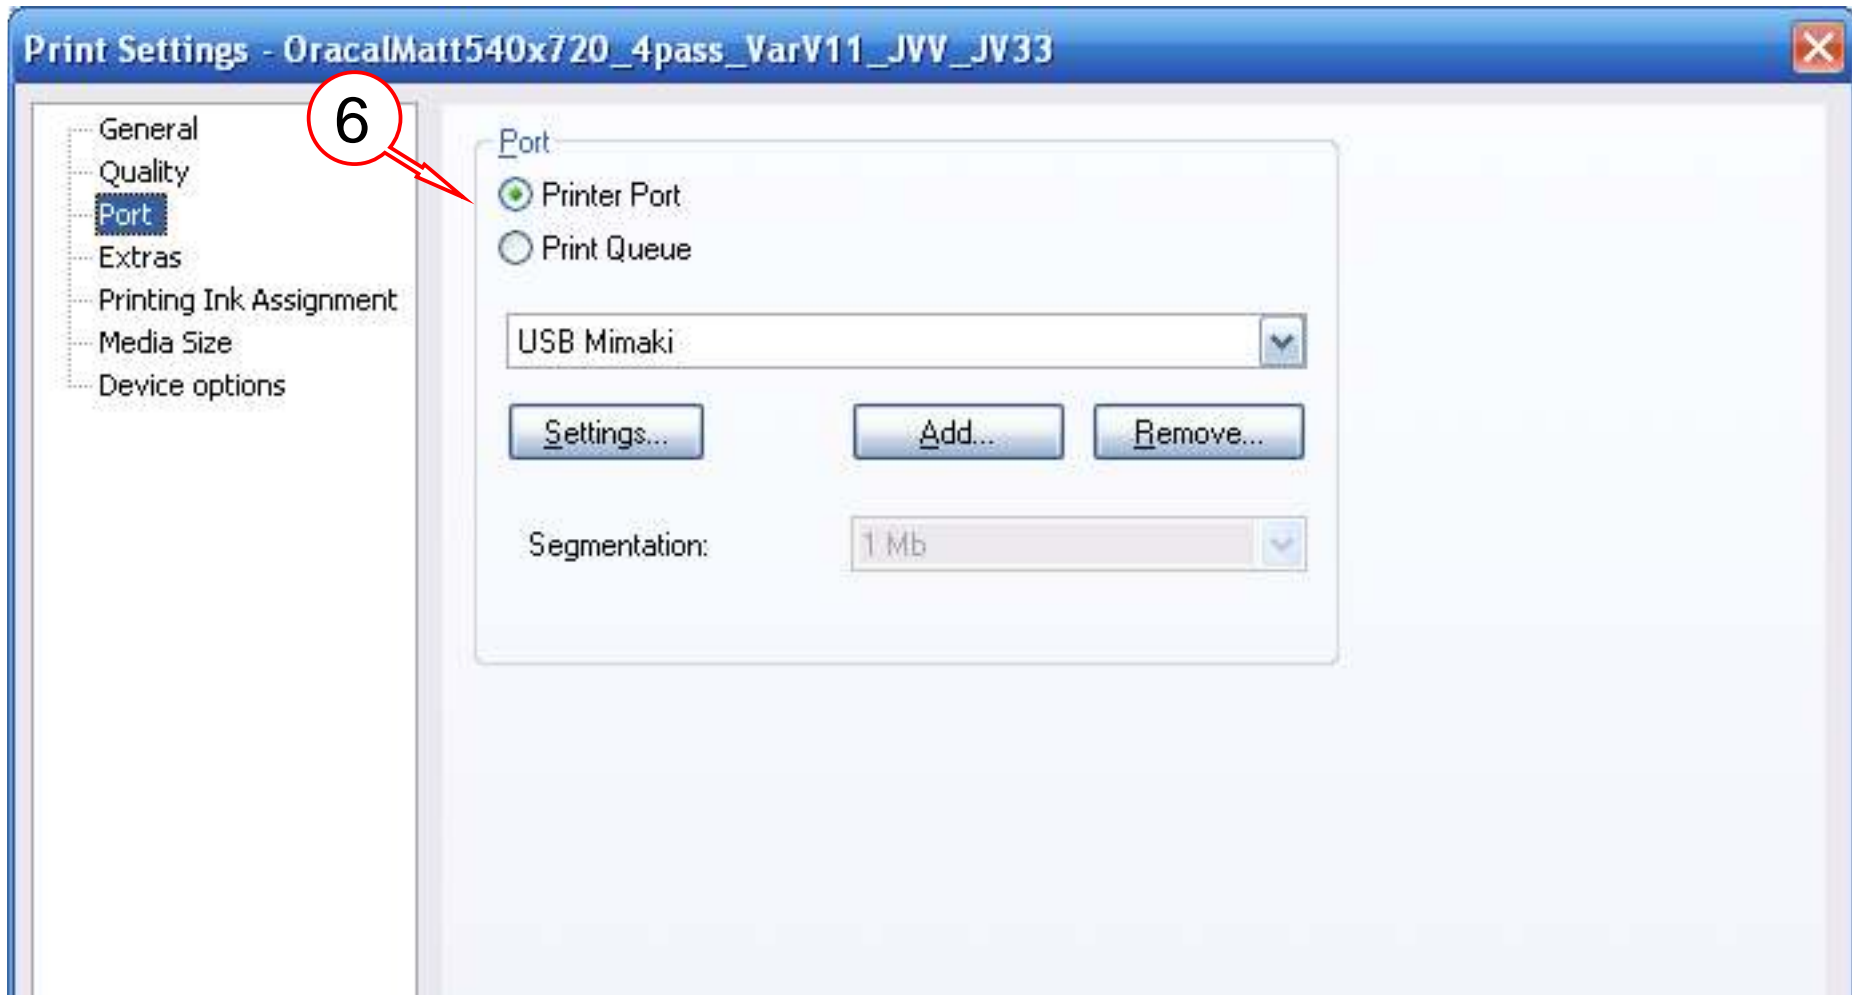 Print Settings - OracalMatt540x720_4pass_VarV11_JVV_JV33
6
General
Quality
Port
Extras
Printing Ink Assignment
Media Size
Device options
Port
Printer Port
Print Queue
USB Mimaki
Settings...
Add...
Remove...
Segmentation:
1 Mb